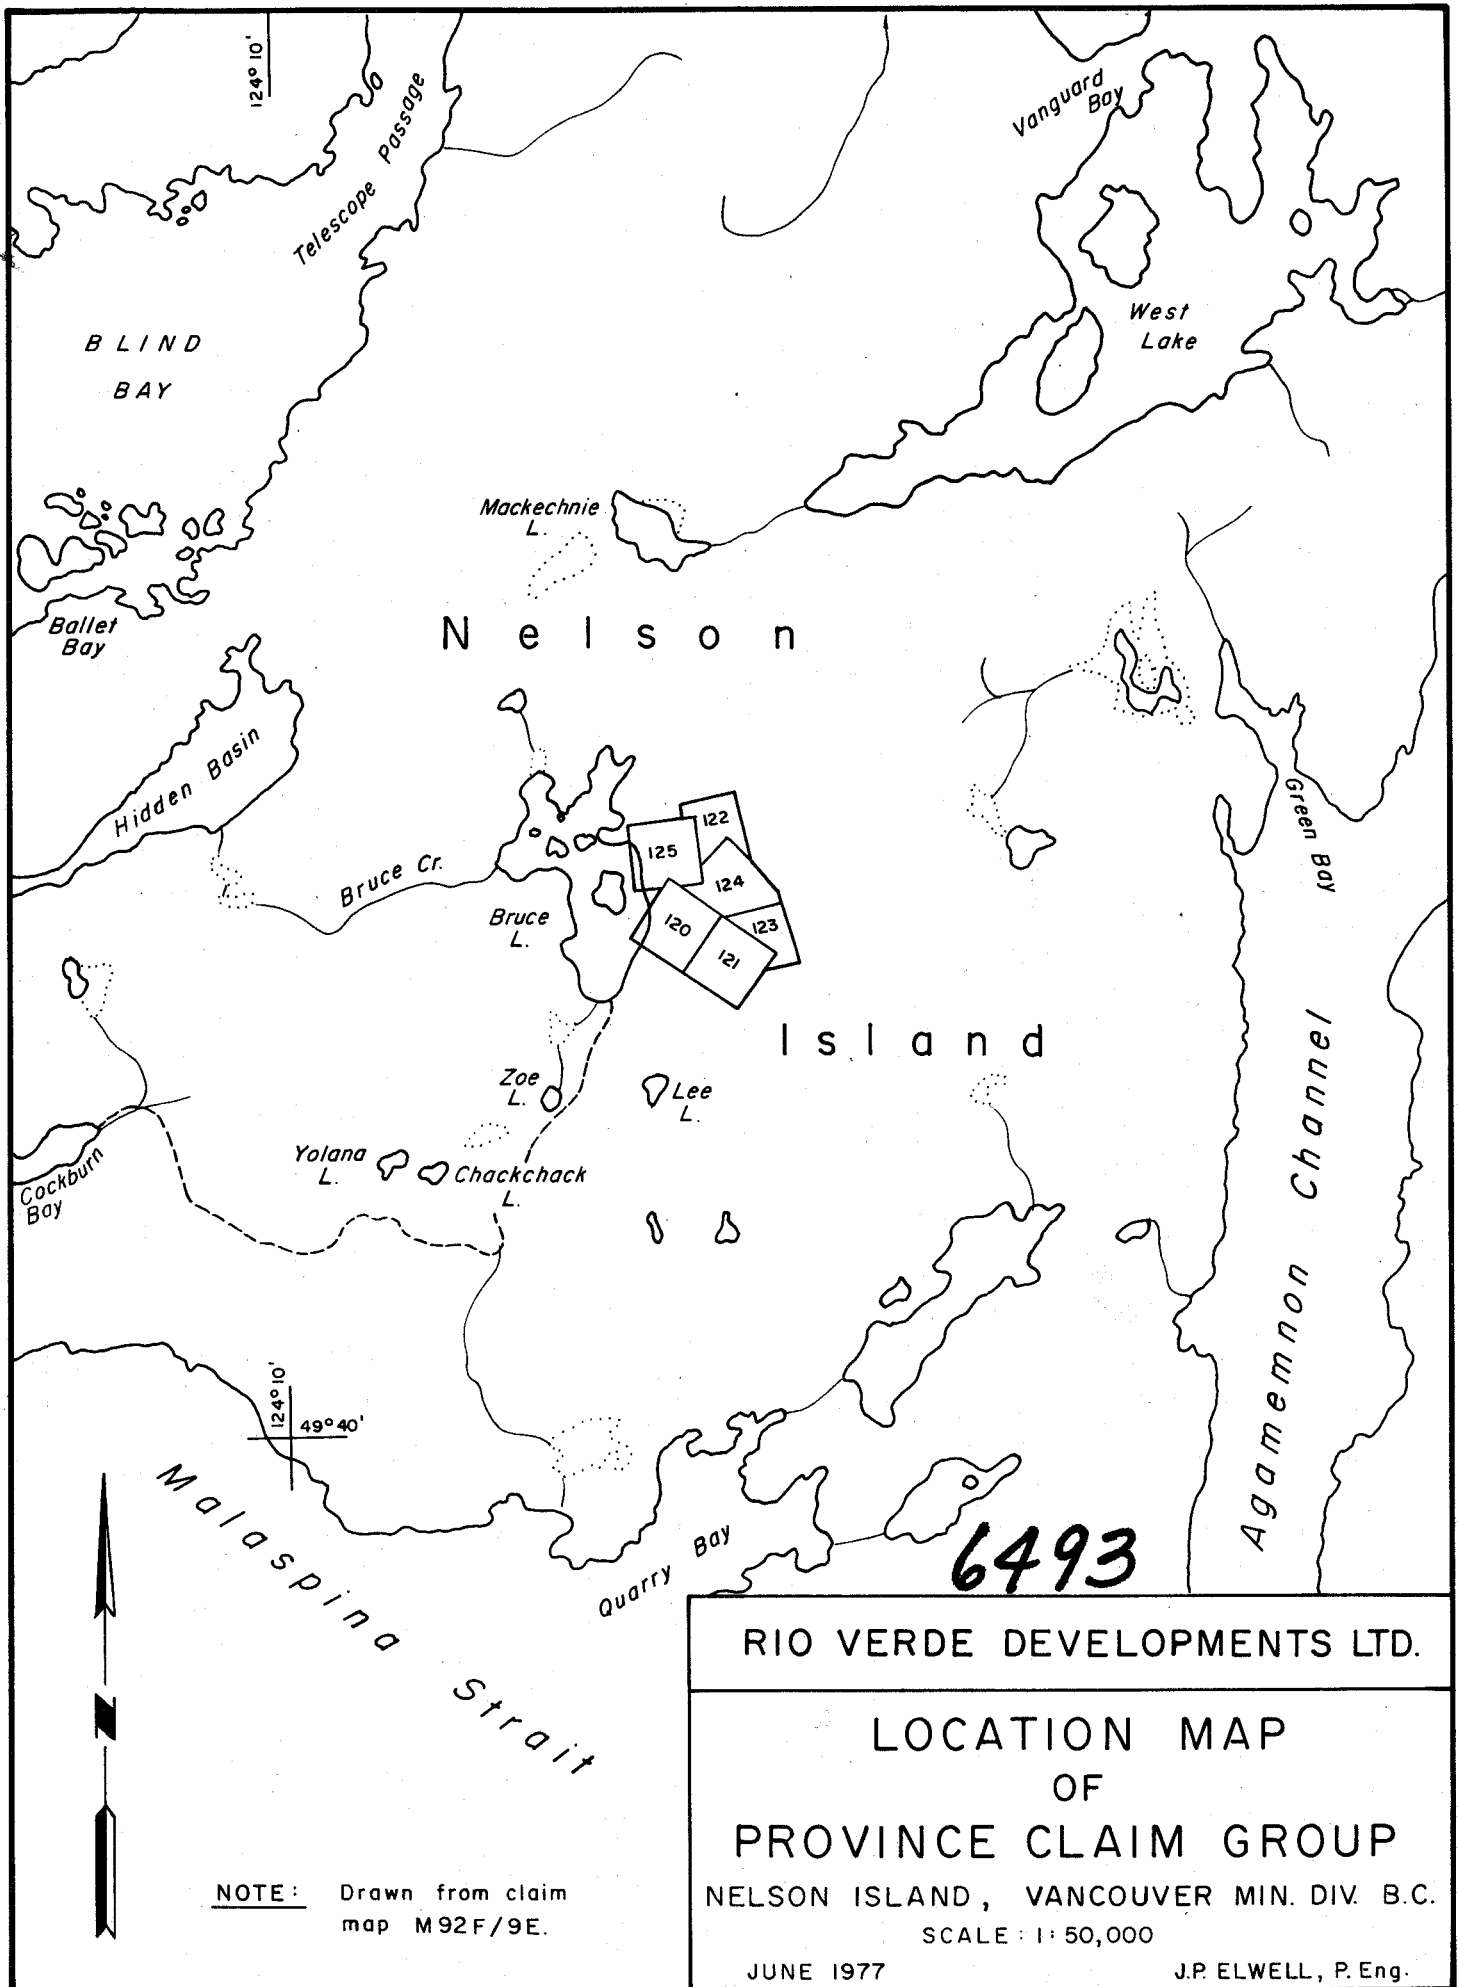 124° 10'
Telescope Passage
Vanguard
Bay
BLIND
BAY
West
Lake
Mackechnie
L.
Ballet
Bay
Nelson
Hidden Basin
Green Bay
122
125
124
Bruce Cr.
Bruce
L.
120
123
121
Island
Zoe
L.
Lee
L.
Yolana
L.
Chackchack
L.
Cockburn
Bay
Agamemnon Channel
124° 10'
49° 40'
Malaspina Strait
Quarry Bay
6493
RIO VERDE DEVELOPMENTS LTD.
LOCATION MAP
OF
PROVINCE CLAIM GROUP
NELSON ISLAND, VANCOUVER MIN. DIV. B.C.
SCALE : 1: 50,000
JUNE 1977 J.P. ELWELL, P. Eng.
N
NOTE: Drawn from claim
map M92F/9E.